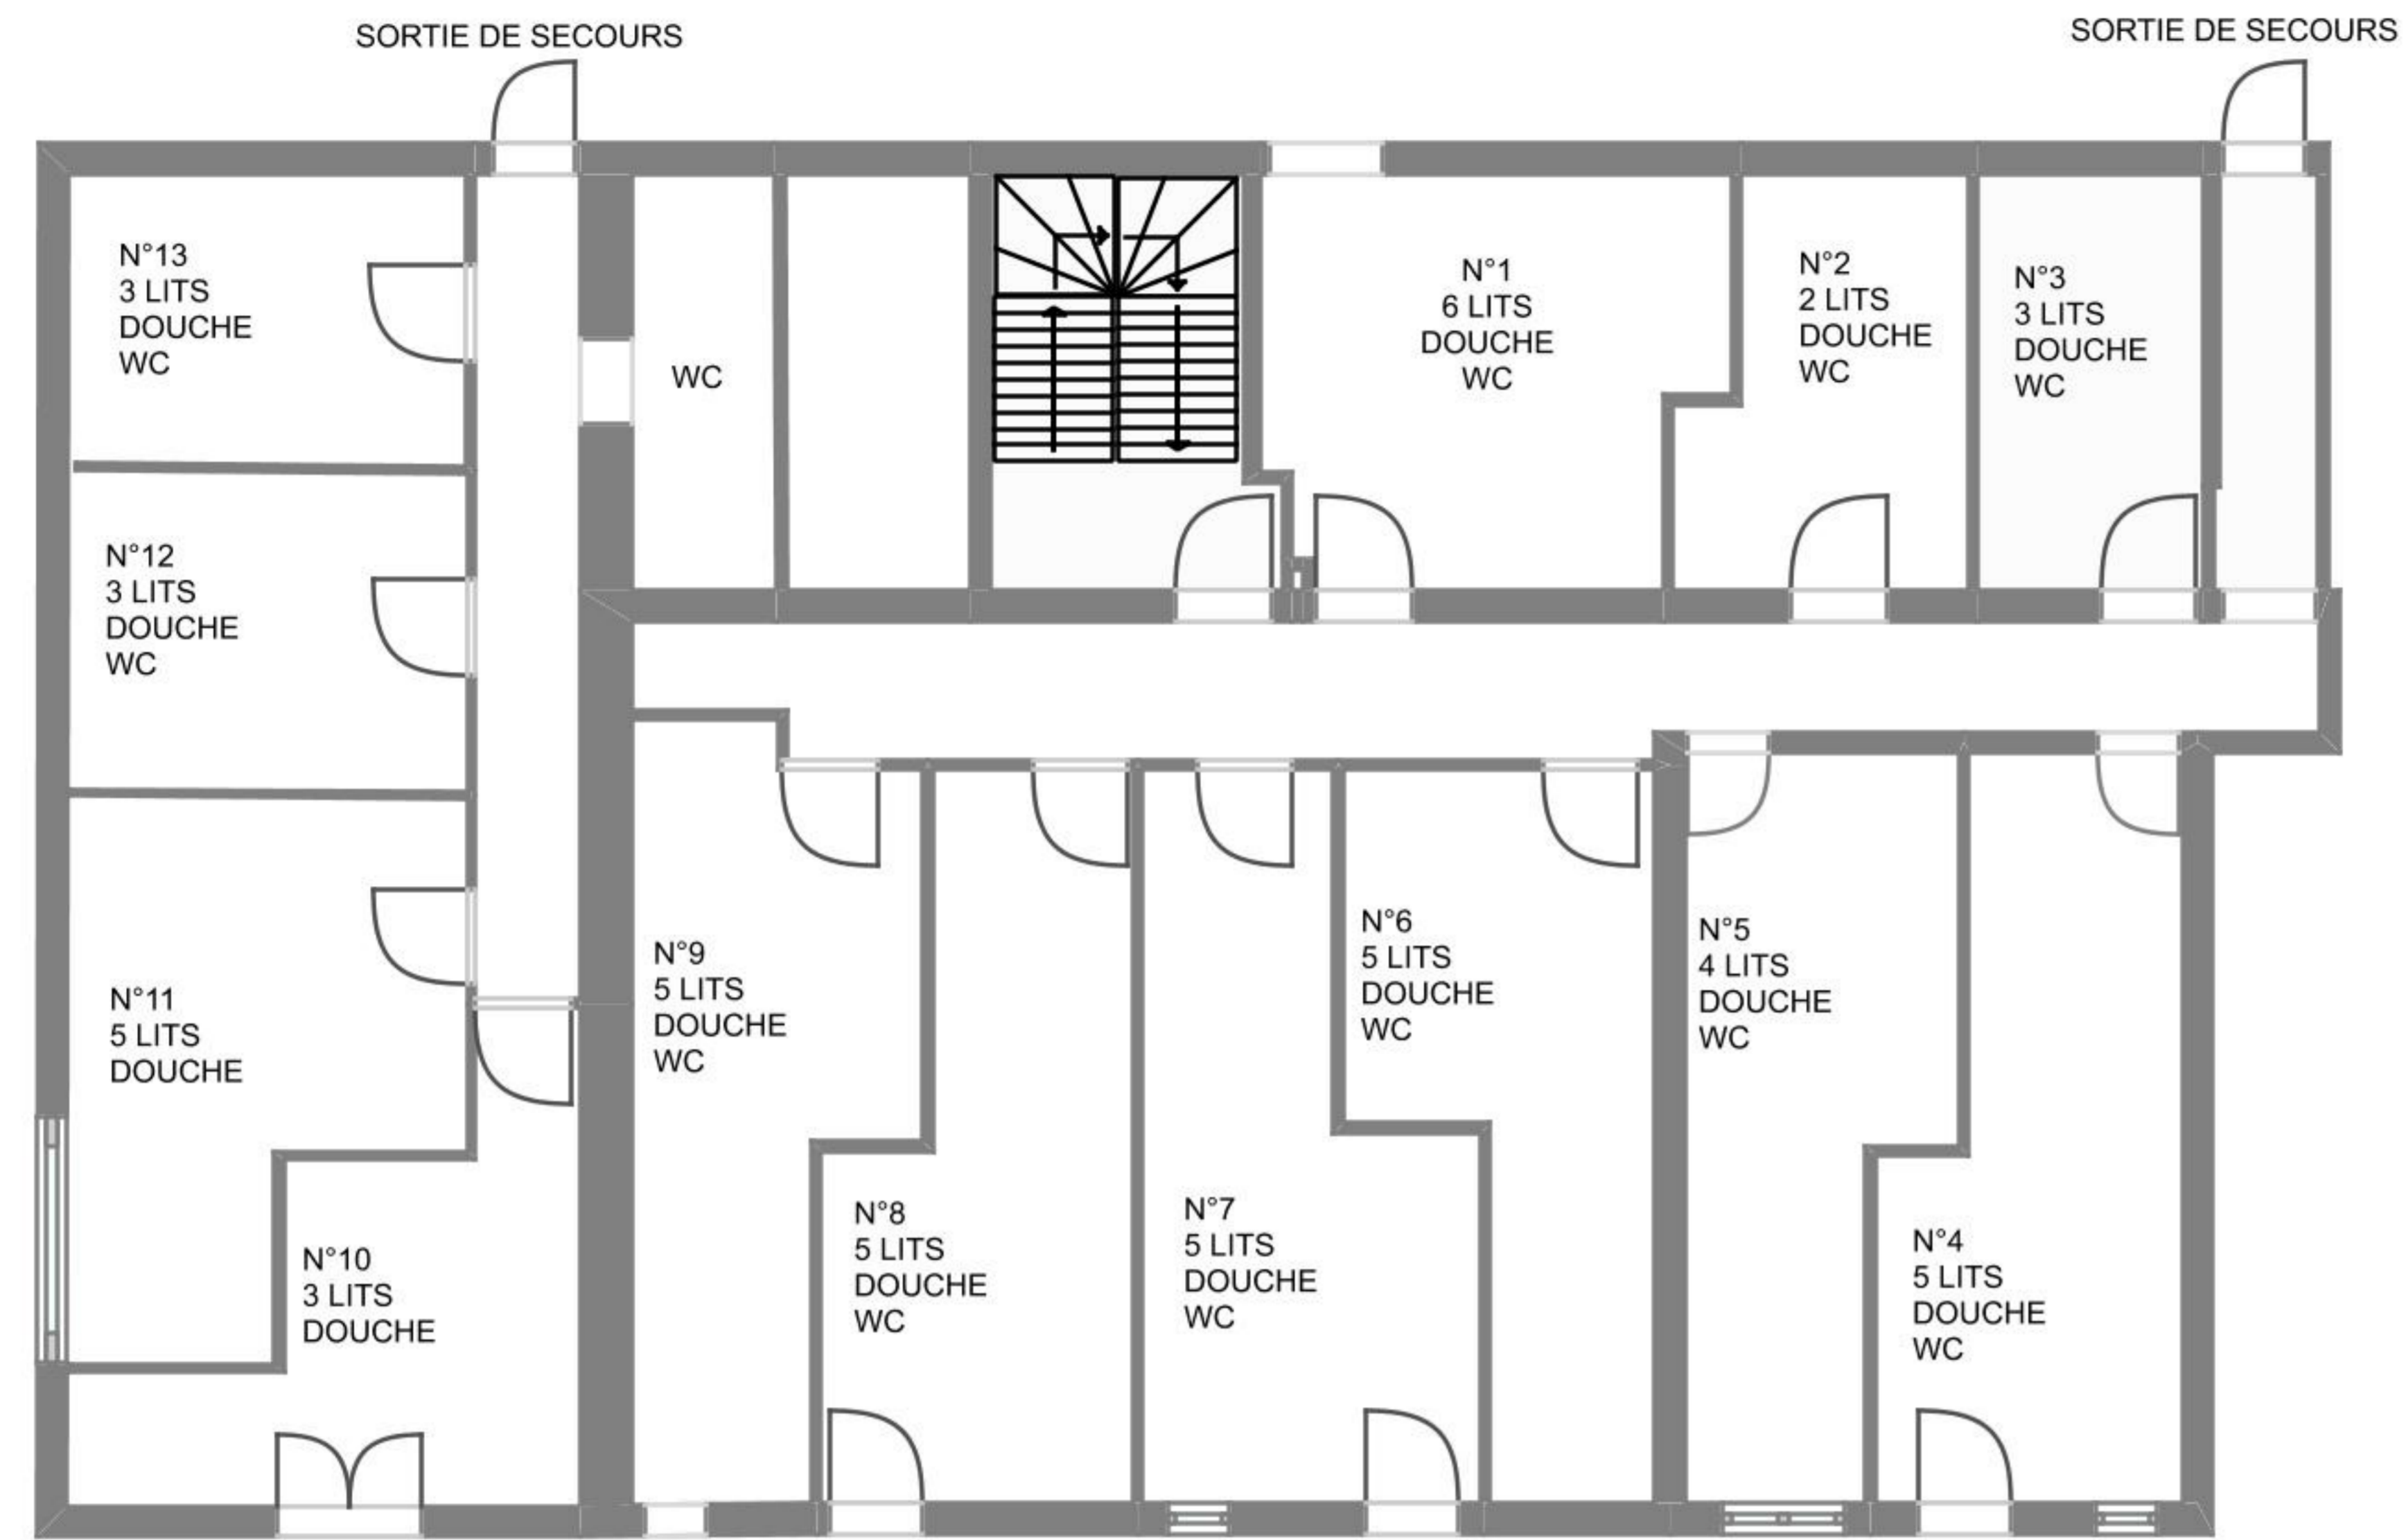 SORTIE DE SECOURS
SORTIE DE SECOURS
N°13
3 LITS
DOUCHE
WC
WC
N°1
6 LITS
DOUCHE
WC
N°2
2 LITS
DOUCHE
WC
N°3
3 LITS
DOUCHE
WC
N°12
3 LITS
DOUCHE
WC
N°11
5 LITS
DOUCHE
N°9
5 LITS
DOUCHE
WC
N°6
5 LITS
DOUCHE
WC
N°5
4 LITS
DOUCHE
WC
N°10
3 LITS
DOUCHE
N°8
5 LITS
DOUCHE
WC
N°7
5 LITS
DOUCHE
WC
N°4
5 LITS
DOUCHE
WC